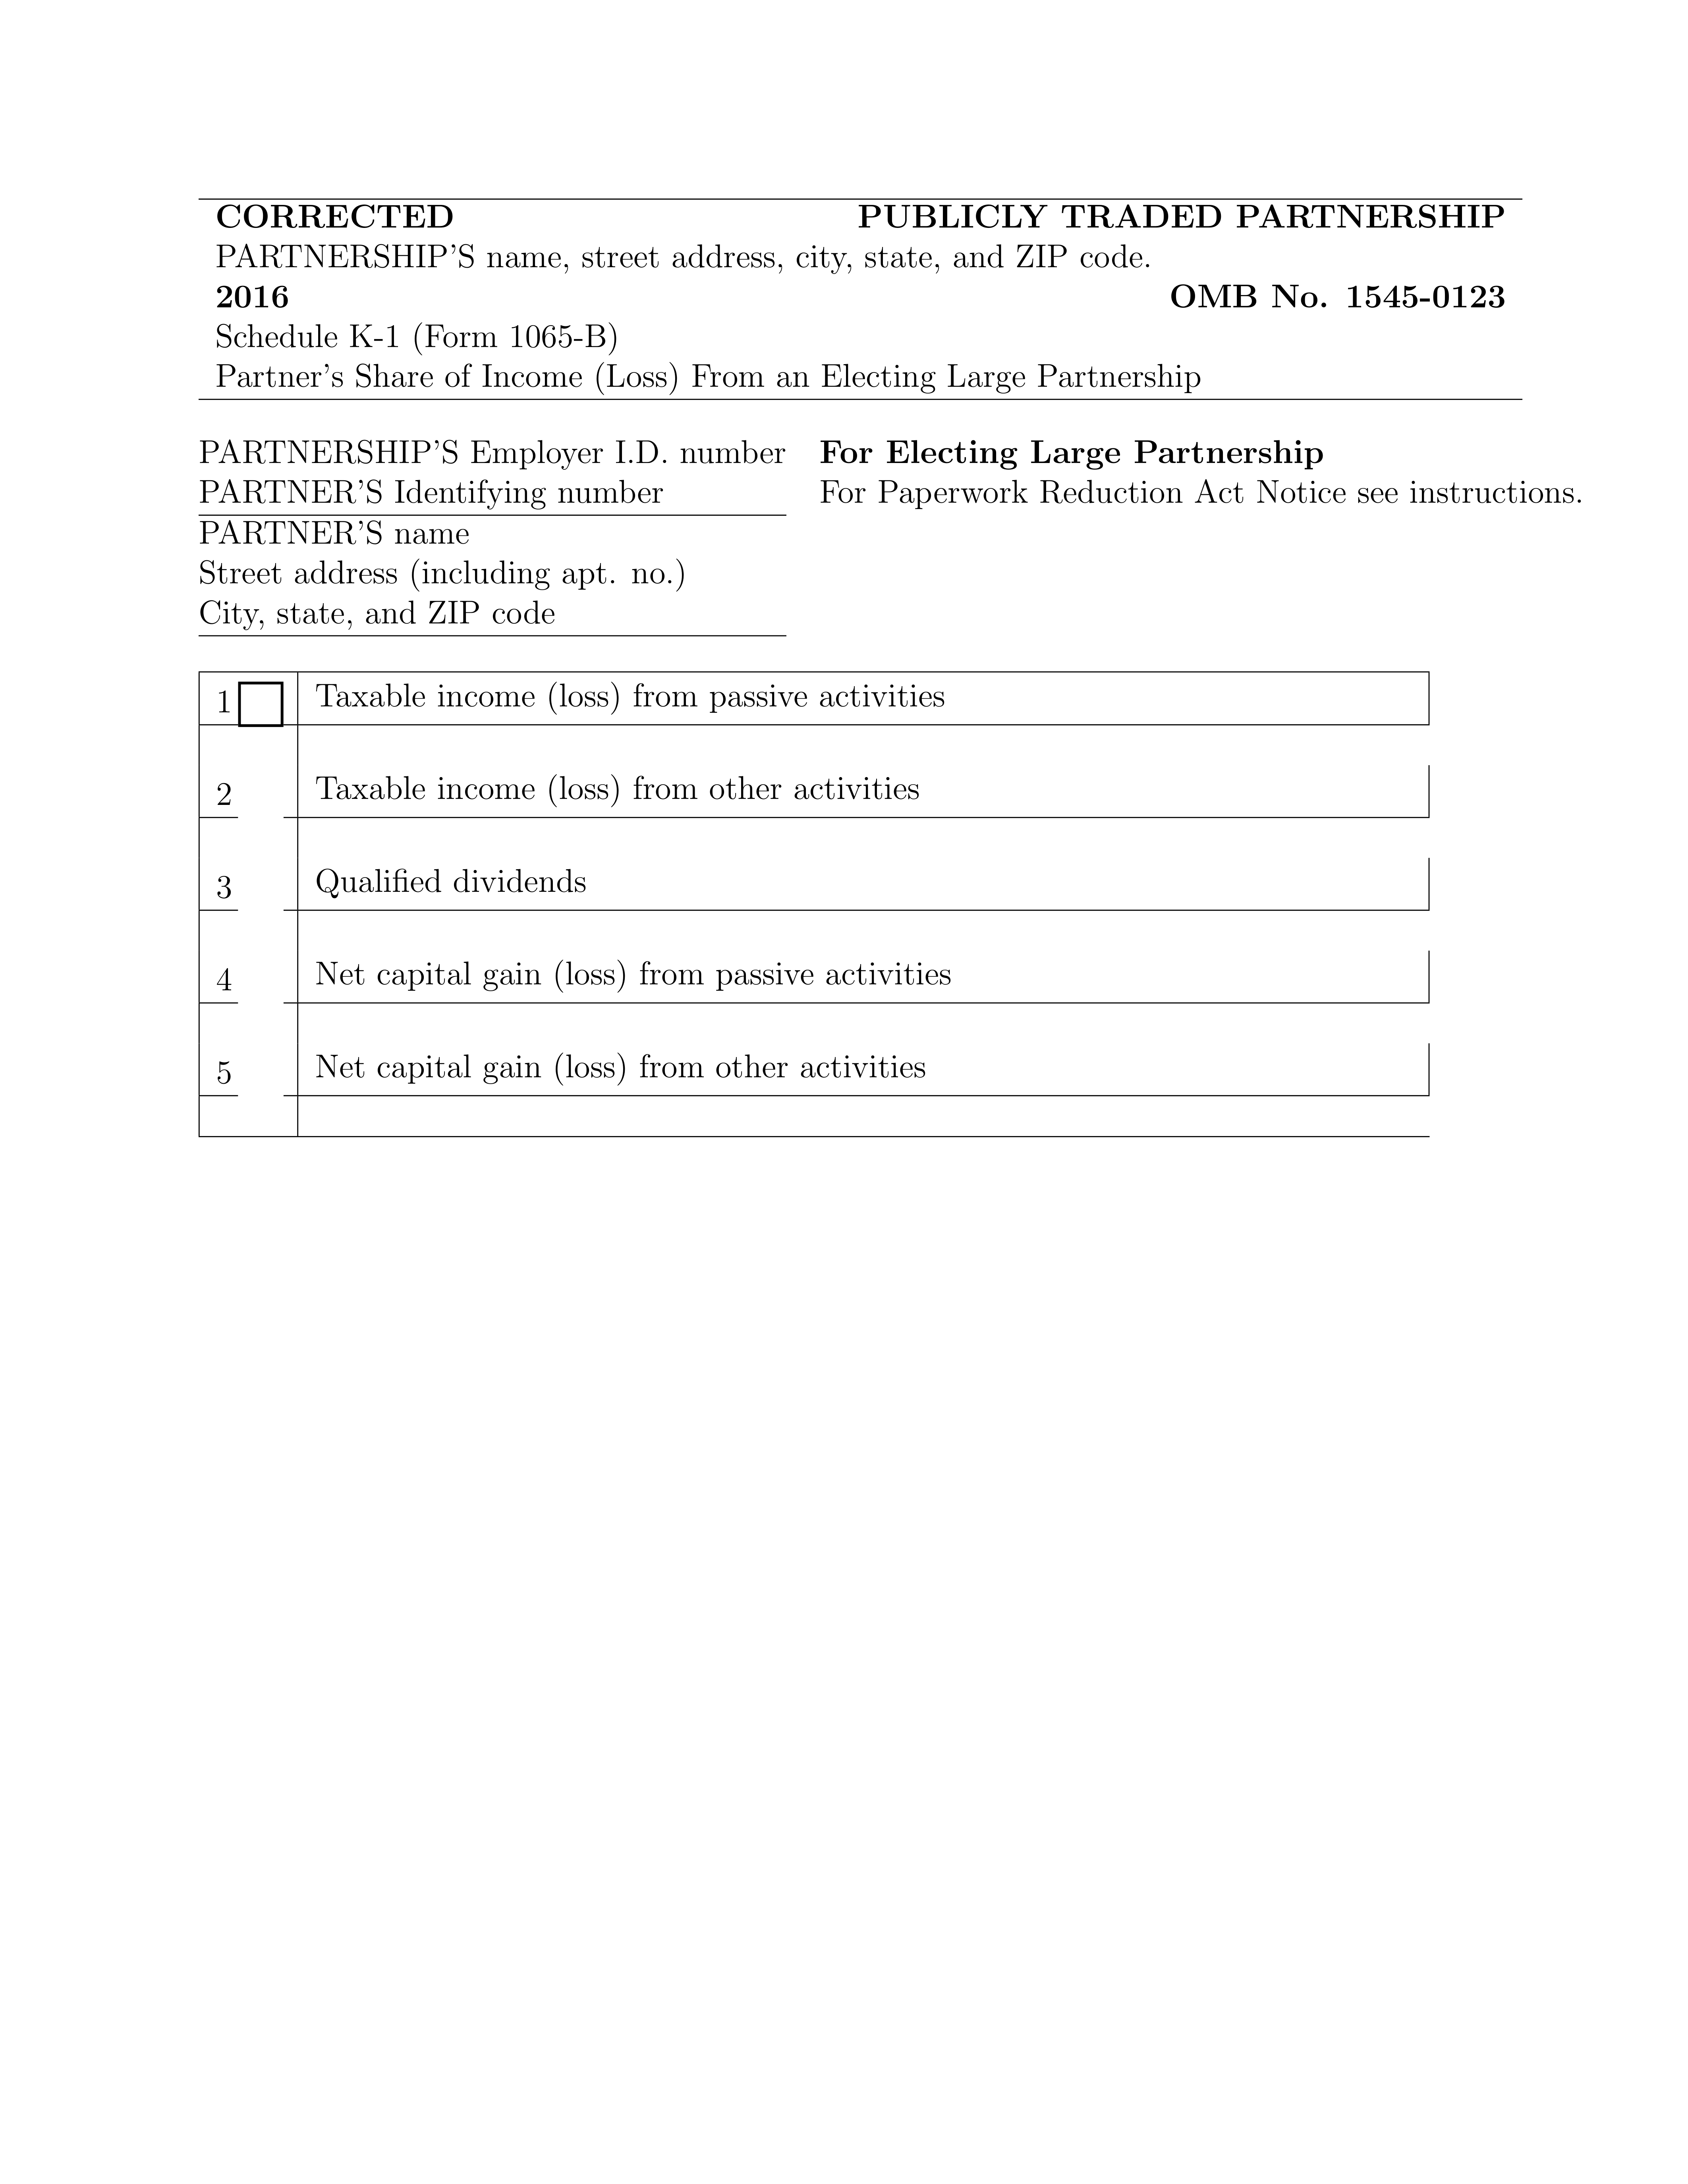 CORRECTED PUBLICLY TRADED PARTNERSHIP
PARTNERSHIP'S name, street address, city, state, and ZIP code.
2016 OMB No. 1545-0123
Schedule K-1 (Form 1065-B)
Partner's Share of Income (Loss) From an Electing Large Partnership
PARTNERSHIP'S Employer I.D. number
PARTNER'S Identifying number
PARTNER'S name
Street address (including apt. no.)
City, state, and ZIP code
For Electing Large Partnership
For Paperwork Reduction Act Notice see instructions.
1 Taxable income (loss) from passive activities
2 Taxable income (loss) from other activities
3 Qualified dividends
4 Net capital gain (loss) from passive activities
5 Net capital gain (loss) from other activities